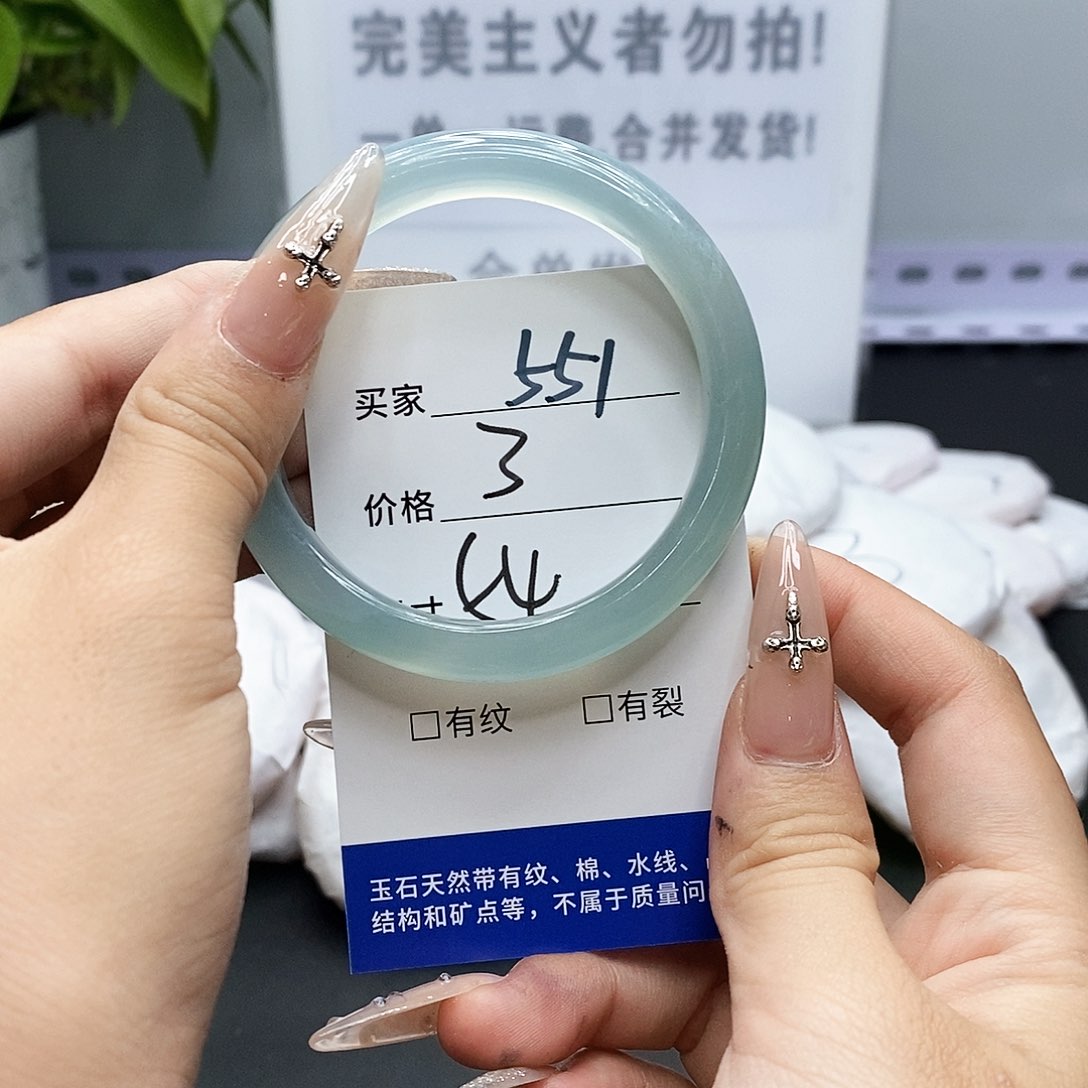 完美主义者勿拍!
合并发货!
买家 551
价格 3
寸 54
□有纹 □有裂
玉石天然带有纹、棉、水线、
结构和矿点等，不属于质量问